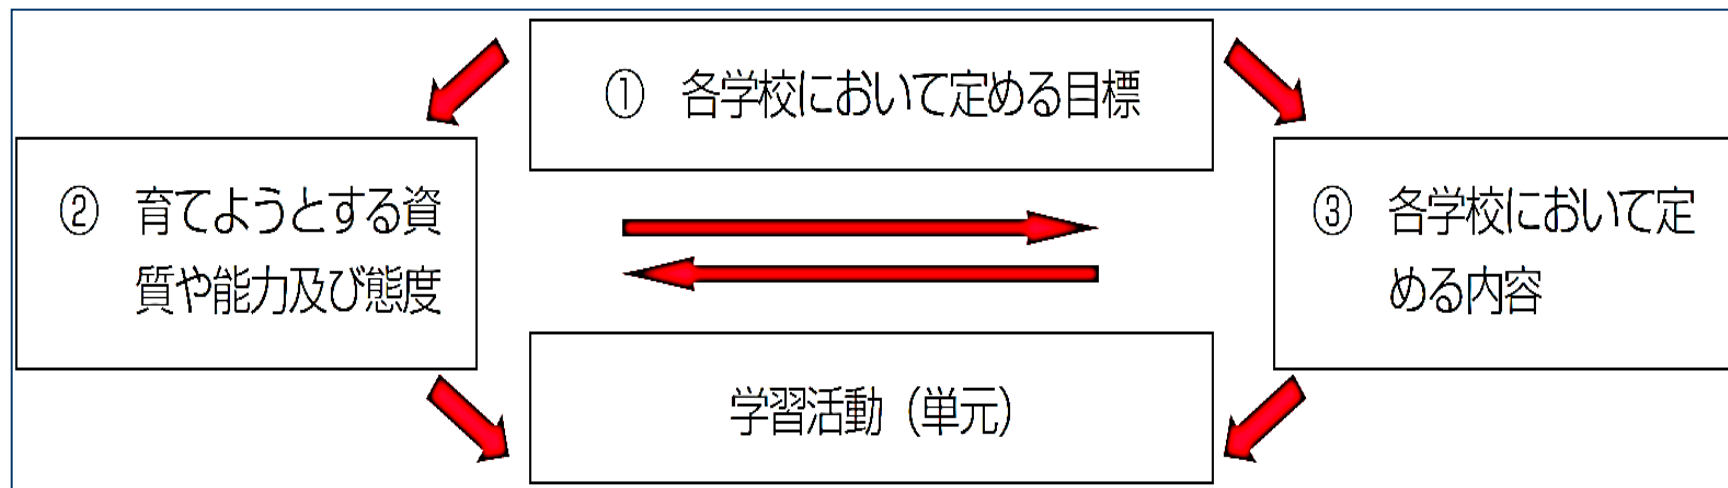 ① 各学校において定める目標
② 育てようとする資
質や能力及び態度
③ 各学校において定
める内容
学習活動（単元）